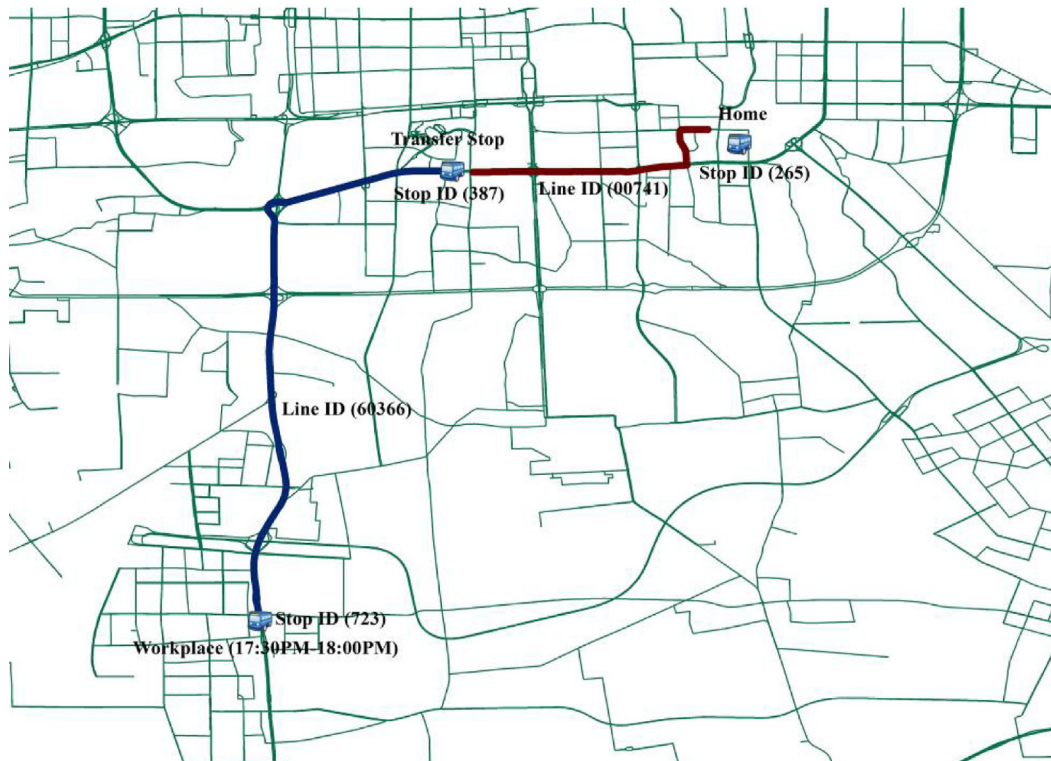 Home
Transfer Stop
Stop ID (387)
Line ID (00741)
Stop ID (265)
Line ID (60366)
Stop ID (723)
Workplace (17:30PM-18:00PM)